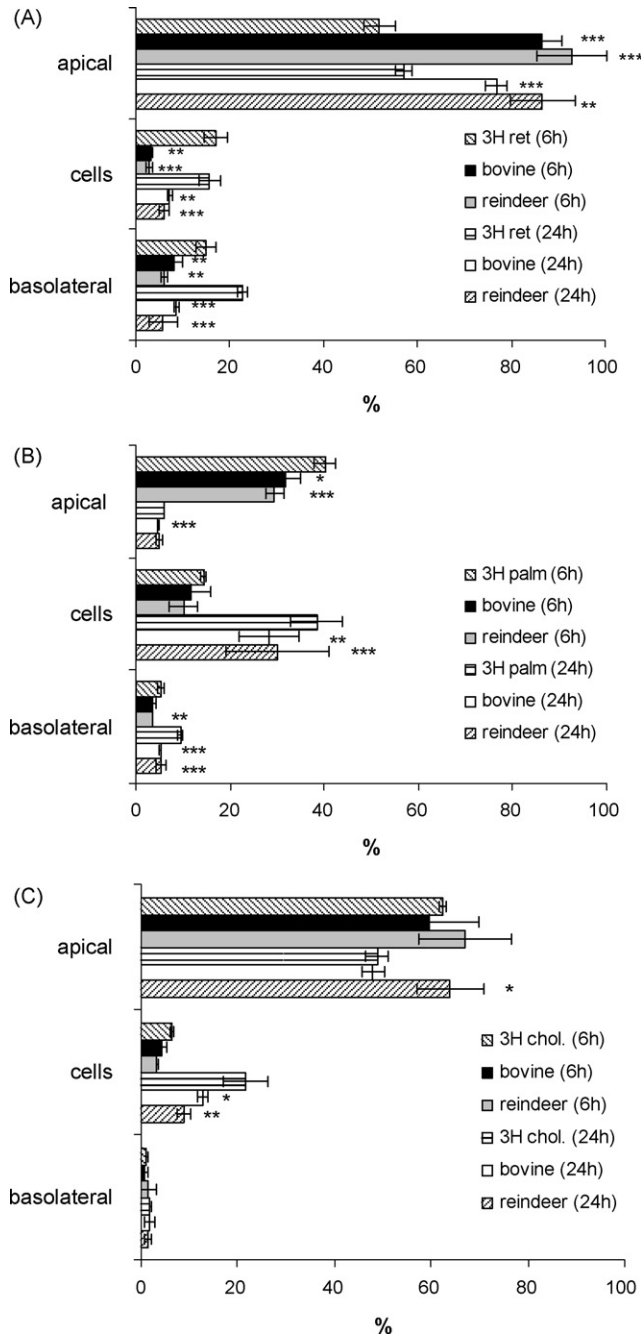 (A)
apical
***
***
***
**
cells
**
***
**
***
basolateral
**
**
***
***
3H ret (6h)
bovine (6h)
reindeer (6h)
3H ret (24h)
bovine (24h)
reindeer (24h)
0 20 40 60 80 100
%
(B)
apical
*
***
***
cells
**
***
basolateral
**
***
***
3H palm (6h)
bovine (6h)
reindeer (6h)
3H palm (24h)
bovine (24h)
reindeer (24h)
0 20 40 60 80 100
%
(C)
apical
*
cells
*
**
basolateral
3H chol. (6h)
bovine (6h)
reindeer (6h)
3H chol. (24h)
bovine (24h)
reindeer (24h)
0 20 40 60 80 100
%